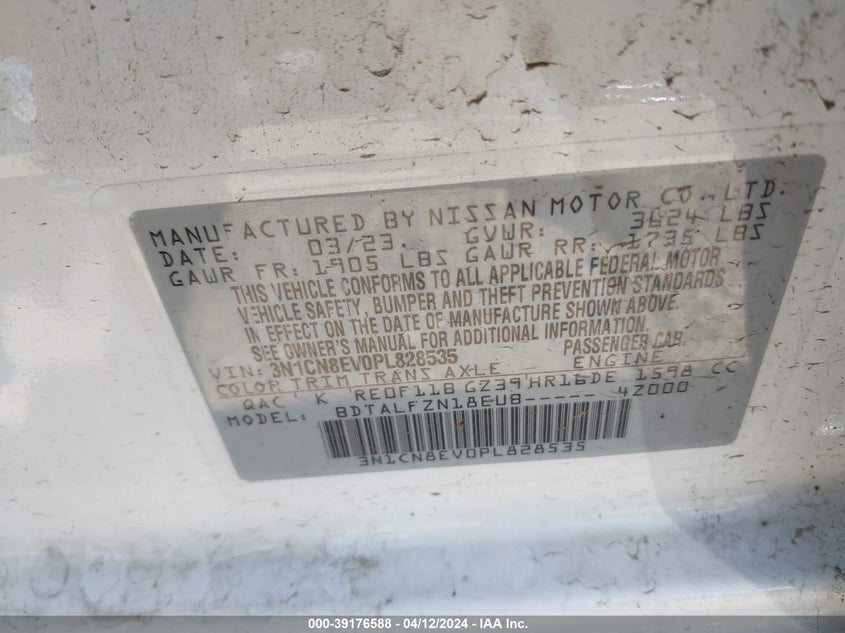 MANUFACTURED BY NISSAN MOTOR CO., LTD.
DATE: 03/23. GVWR: 3624 LBS
GAWR FR: 1905 LBS GAWR RR: 1735 LBS
THIS VEHICLE CONFORMS TO ALL APPLICABLE FEDERAL MOTOR
VEHICLE SAFETY, BUMPER AND THEFT PREVENTION STANDARDS
IN EFFECT ON THE DATE OF MANUFACTURE SHOWN ABOVE
SEE OWNER'S MANUAL FOR ADDITIONAL INFORMATION.
VIN: 3N1CN8EV0PL828535 PASSENGER CAR
COLOR TRIM TRANS AXLE ENGINE
QAC K RE0F11B GZ39 HR16DE 1598 CC
MODEL: BDTALFZN18EUB----- 4Z000
3N1CN8EV0PL828535
000-39176588 - 04/12/2024 - IAA Inc.